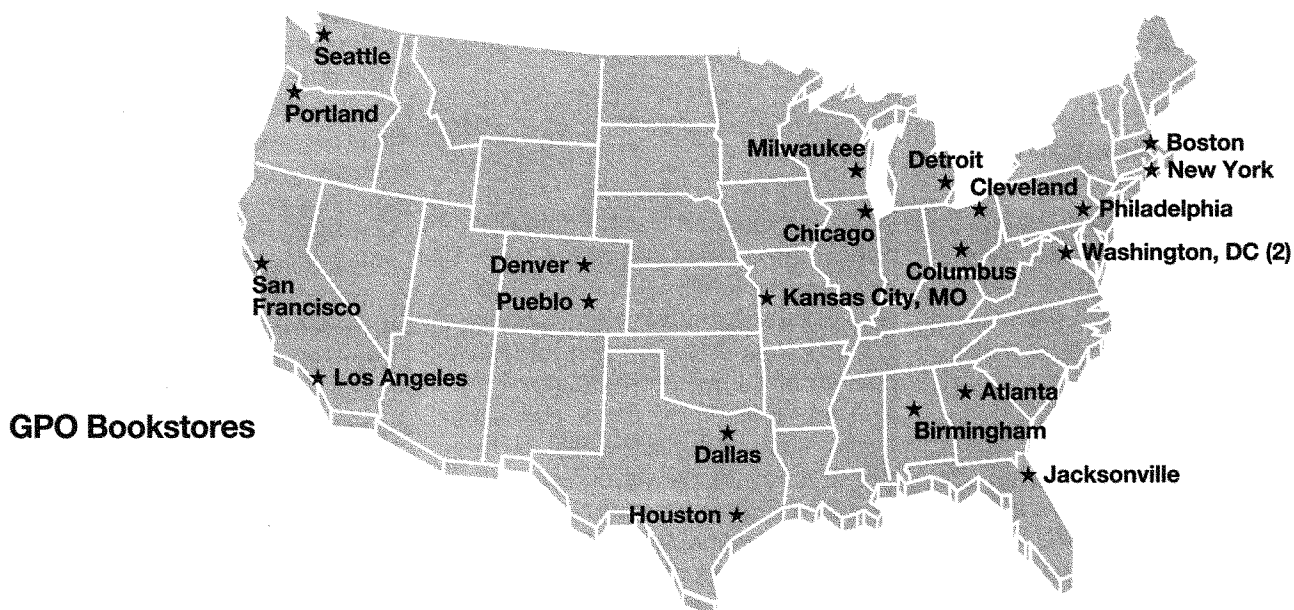 Seattle
Portland
Milwaukee
Detroit
Boston
New York
Cleveland
Philadelphia
Chicago
Columbus
Washington, DC (2)
Denver
Pueblo
Kansas City, MO
San
Francisco
Los Angeles
Atlanta
Birmingham
GPO Bookstores
Dallas
Jacksonville
Houston